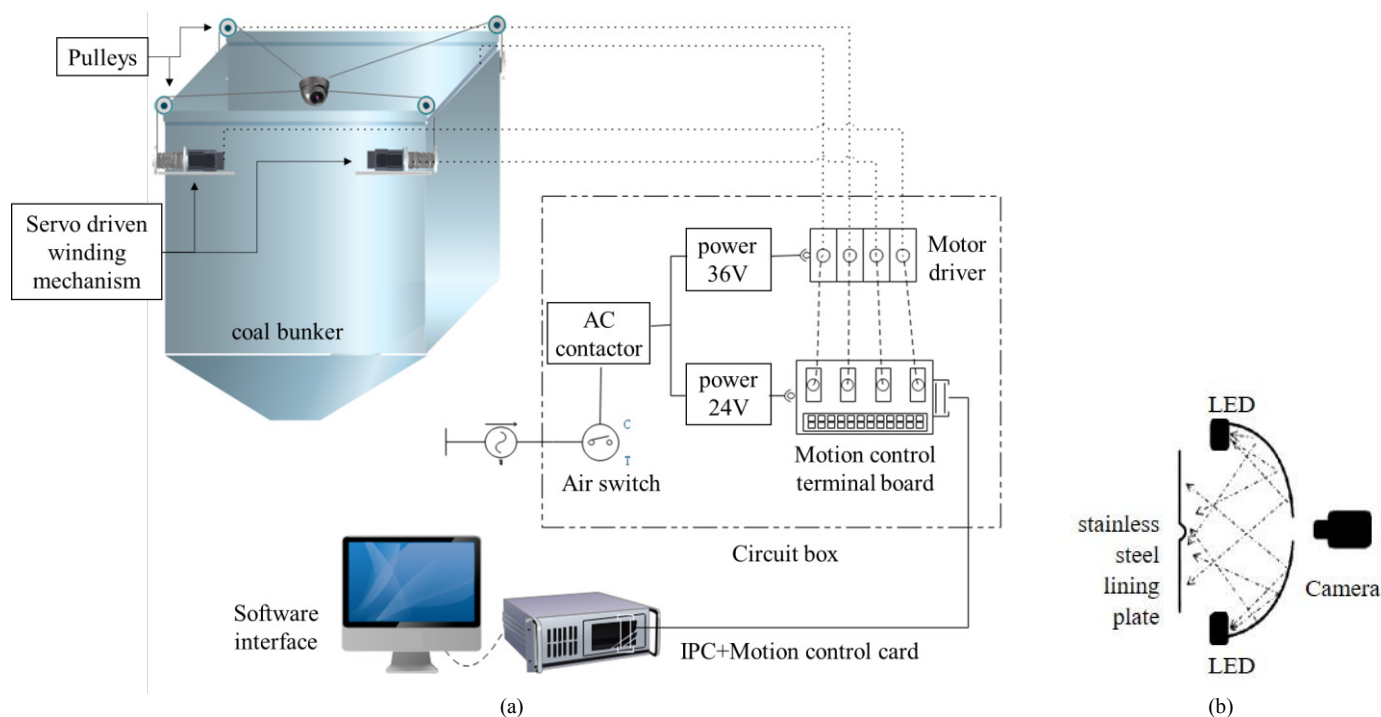 Pulleys
Servo driven
winding
mechanism
coal bunker
power
36V
Motor
driver
AC
contactor
power
24V
C
T
Air switch
Motion control
terminal board
Circuit box
Software
interface
IPC+Motion control card
(a)
LED
stainless
steel
lining
plate
Camera
LED
(b)